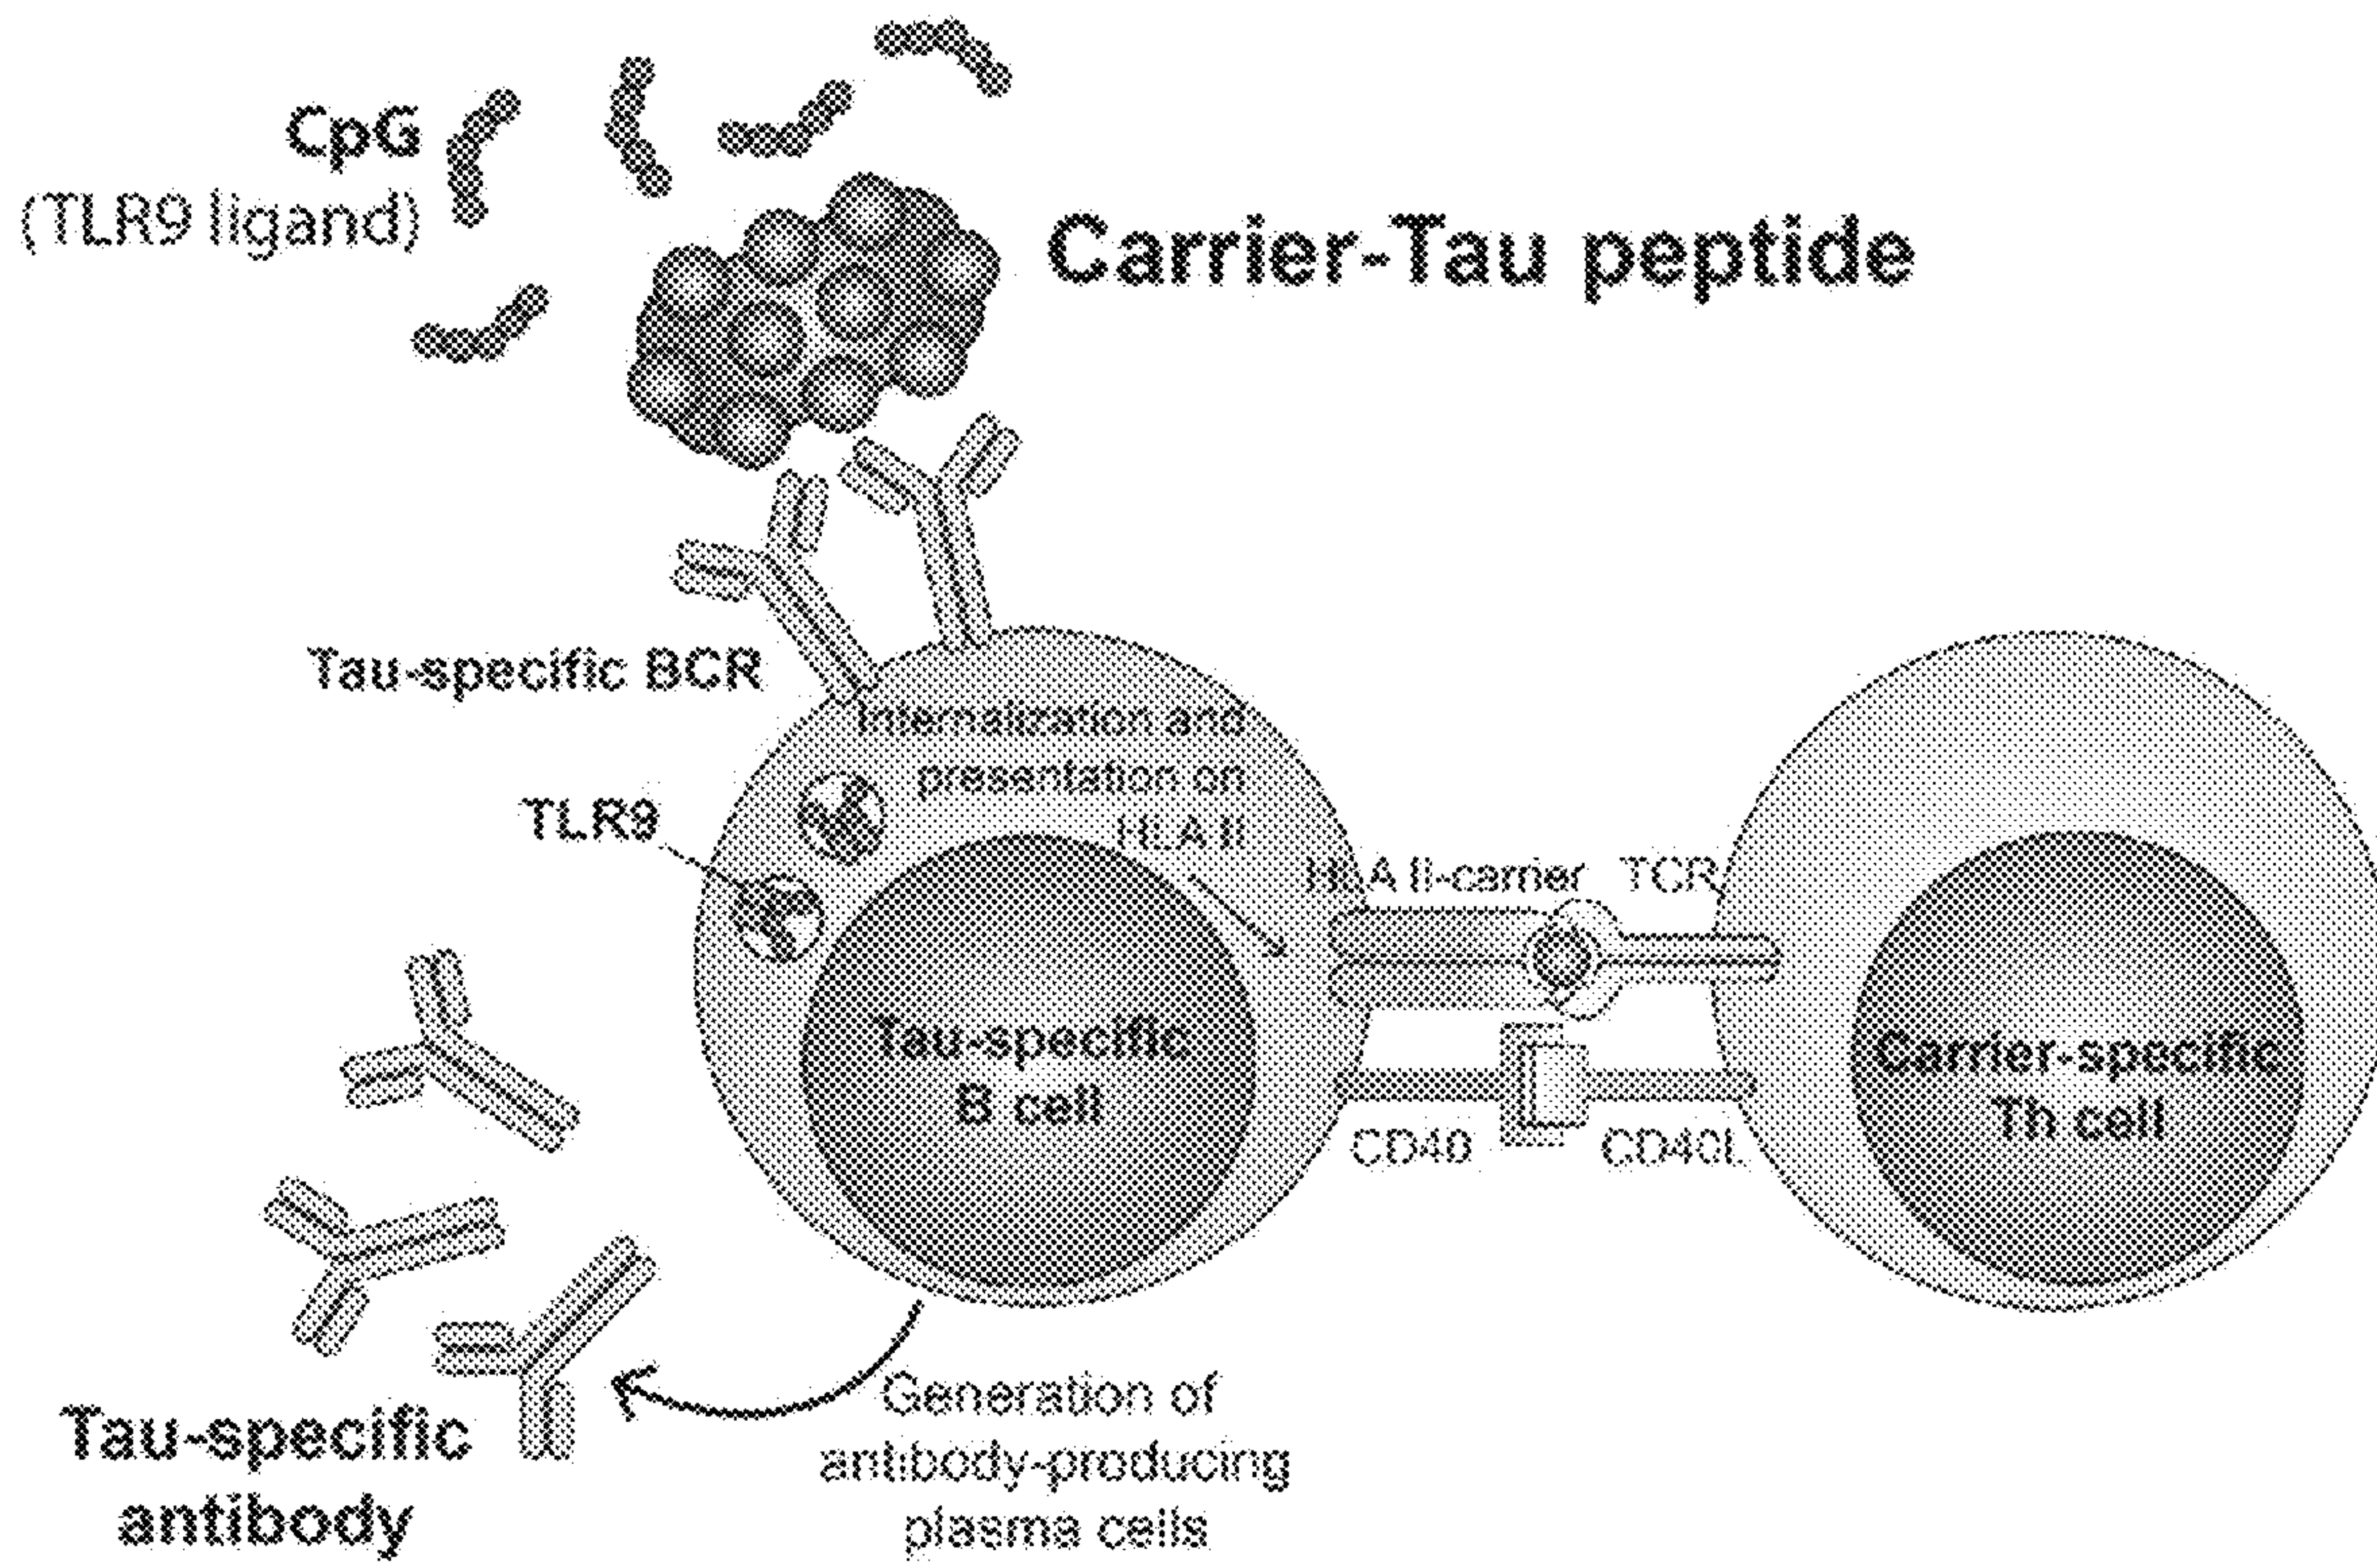 CpG
(TLR9 ligand)
Carrier-Tau peptide
Tau-specific BCR
Internalization and
presentation on
HLA II
TLR9
HLA II-carrier
TCR
Tau-specific
B cell
Carrier-specific
Th cell
CD40
CD40L
Generation of
antibody-producing
plasma cells
Tau-specific
antibody